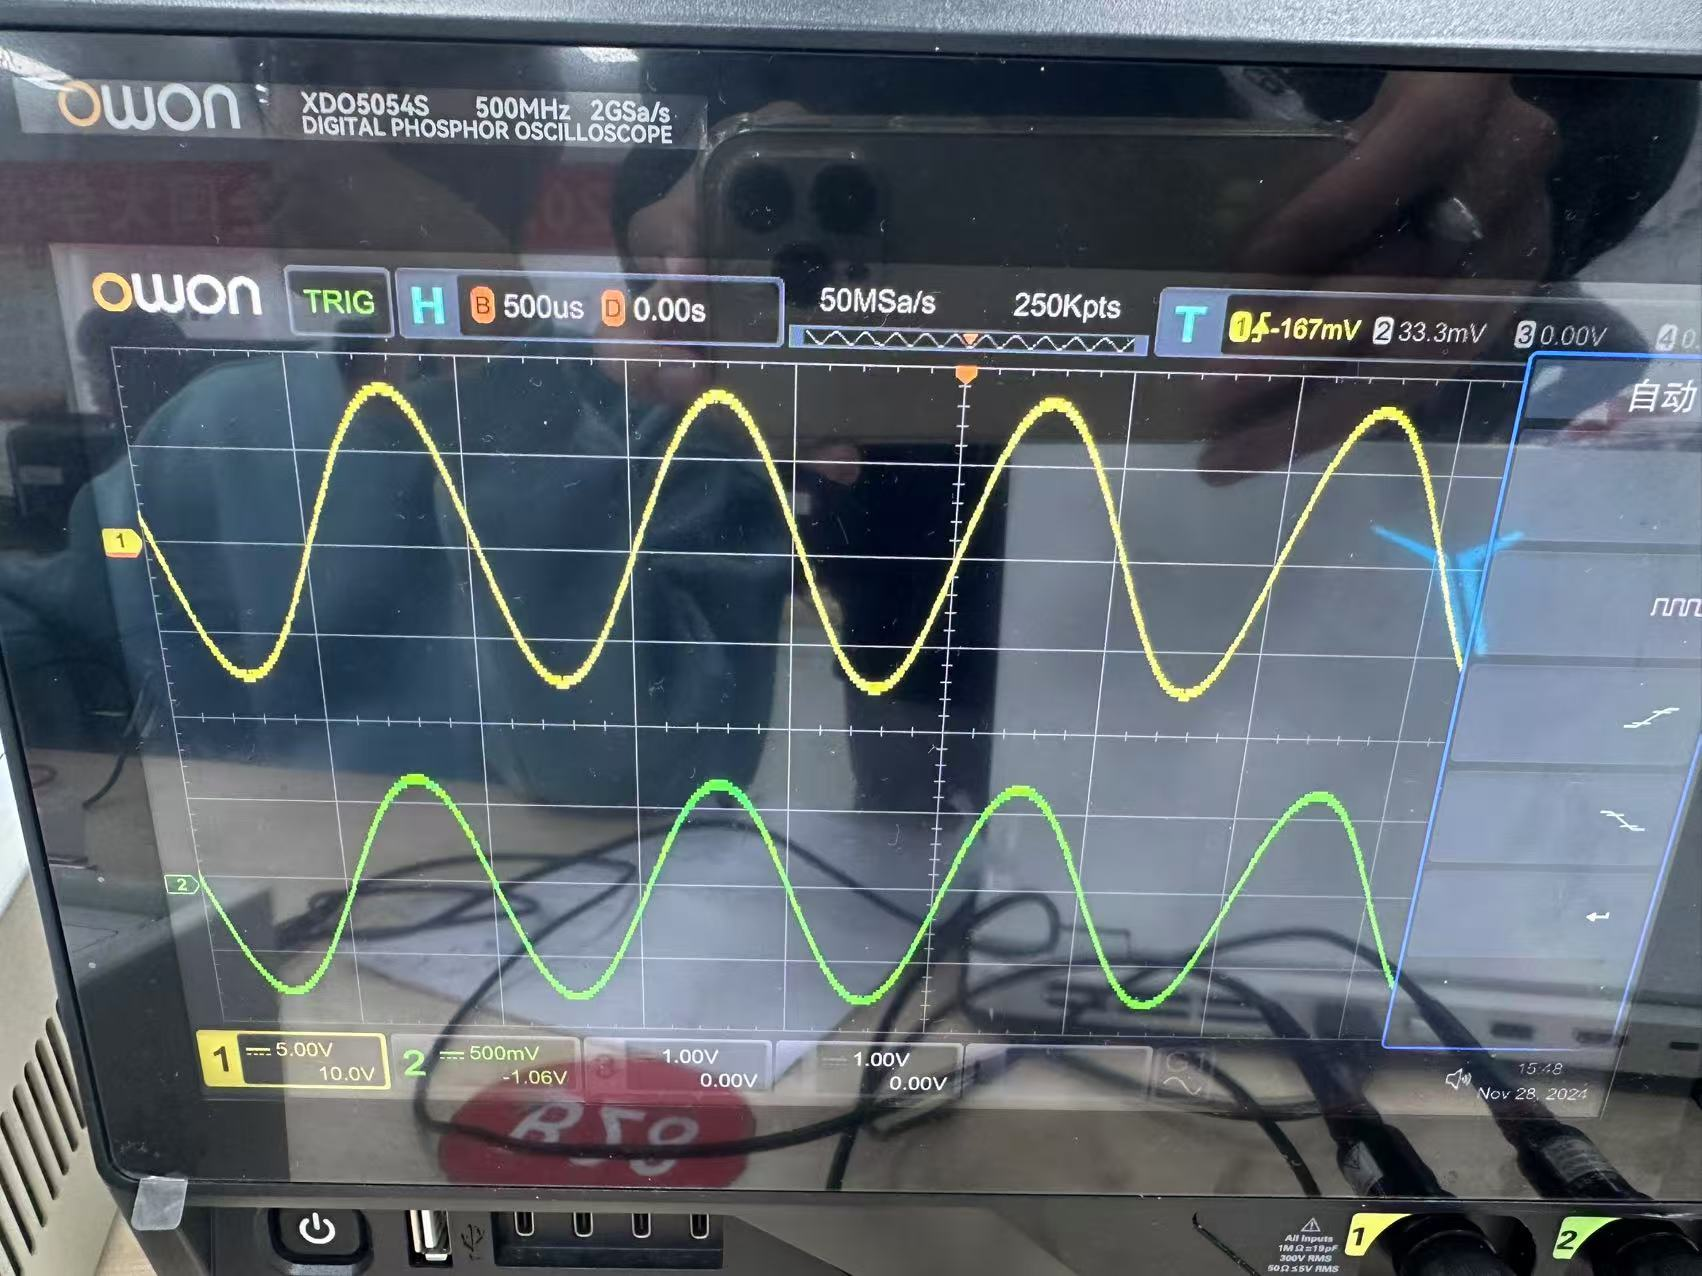 owon XDO5054S 500MHz 2GSa/s
DIGITAL PHOSPHOR OSCILLOSCOPE
owon TRIG H B 500us D 0.00s 50MSa/s 250Kpts T 1 -167mV 2 33.3mV 3 0.00V 4 0.
自动
1
2
1 5.00V 10.0V
2 500mV -1.06V
1.00V 0.00V
1.00V 0.00V
15:48
Nov 28, 2024
1
2
All Inputs
1MΩ=19pF
300V RMS
50Ω≤5V RMS